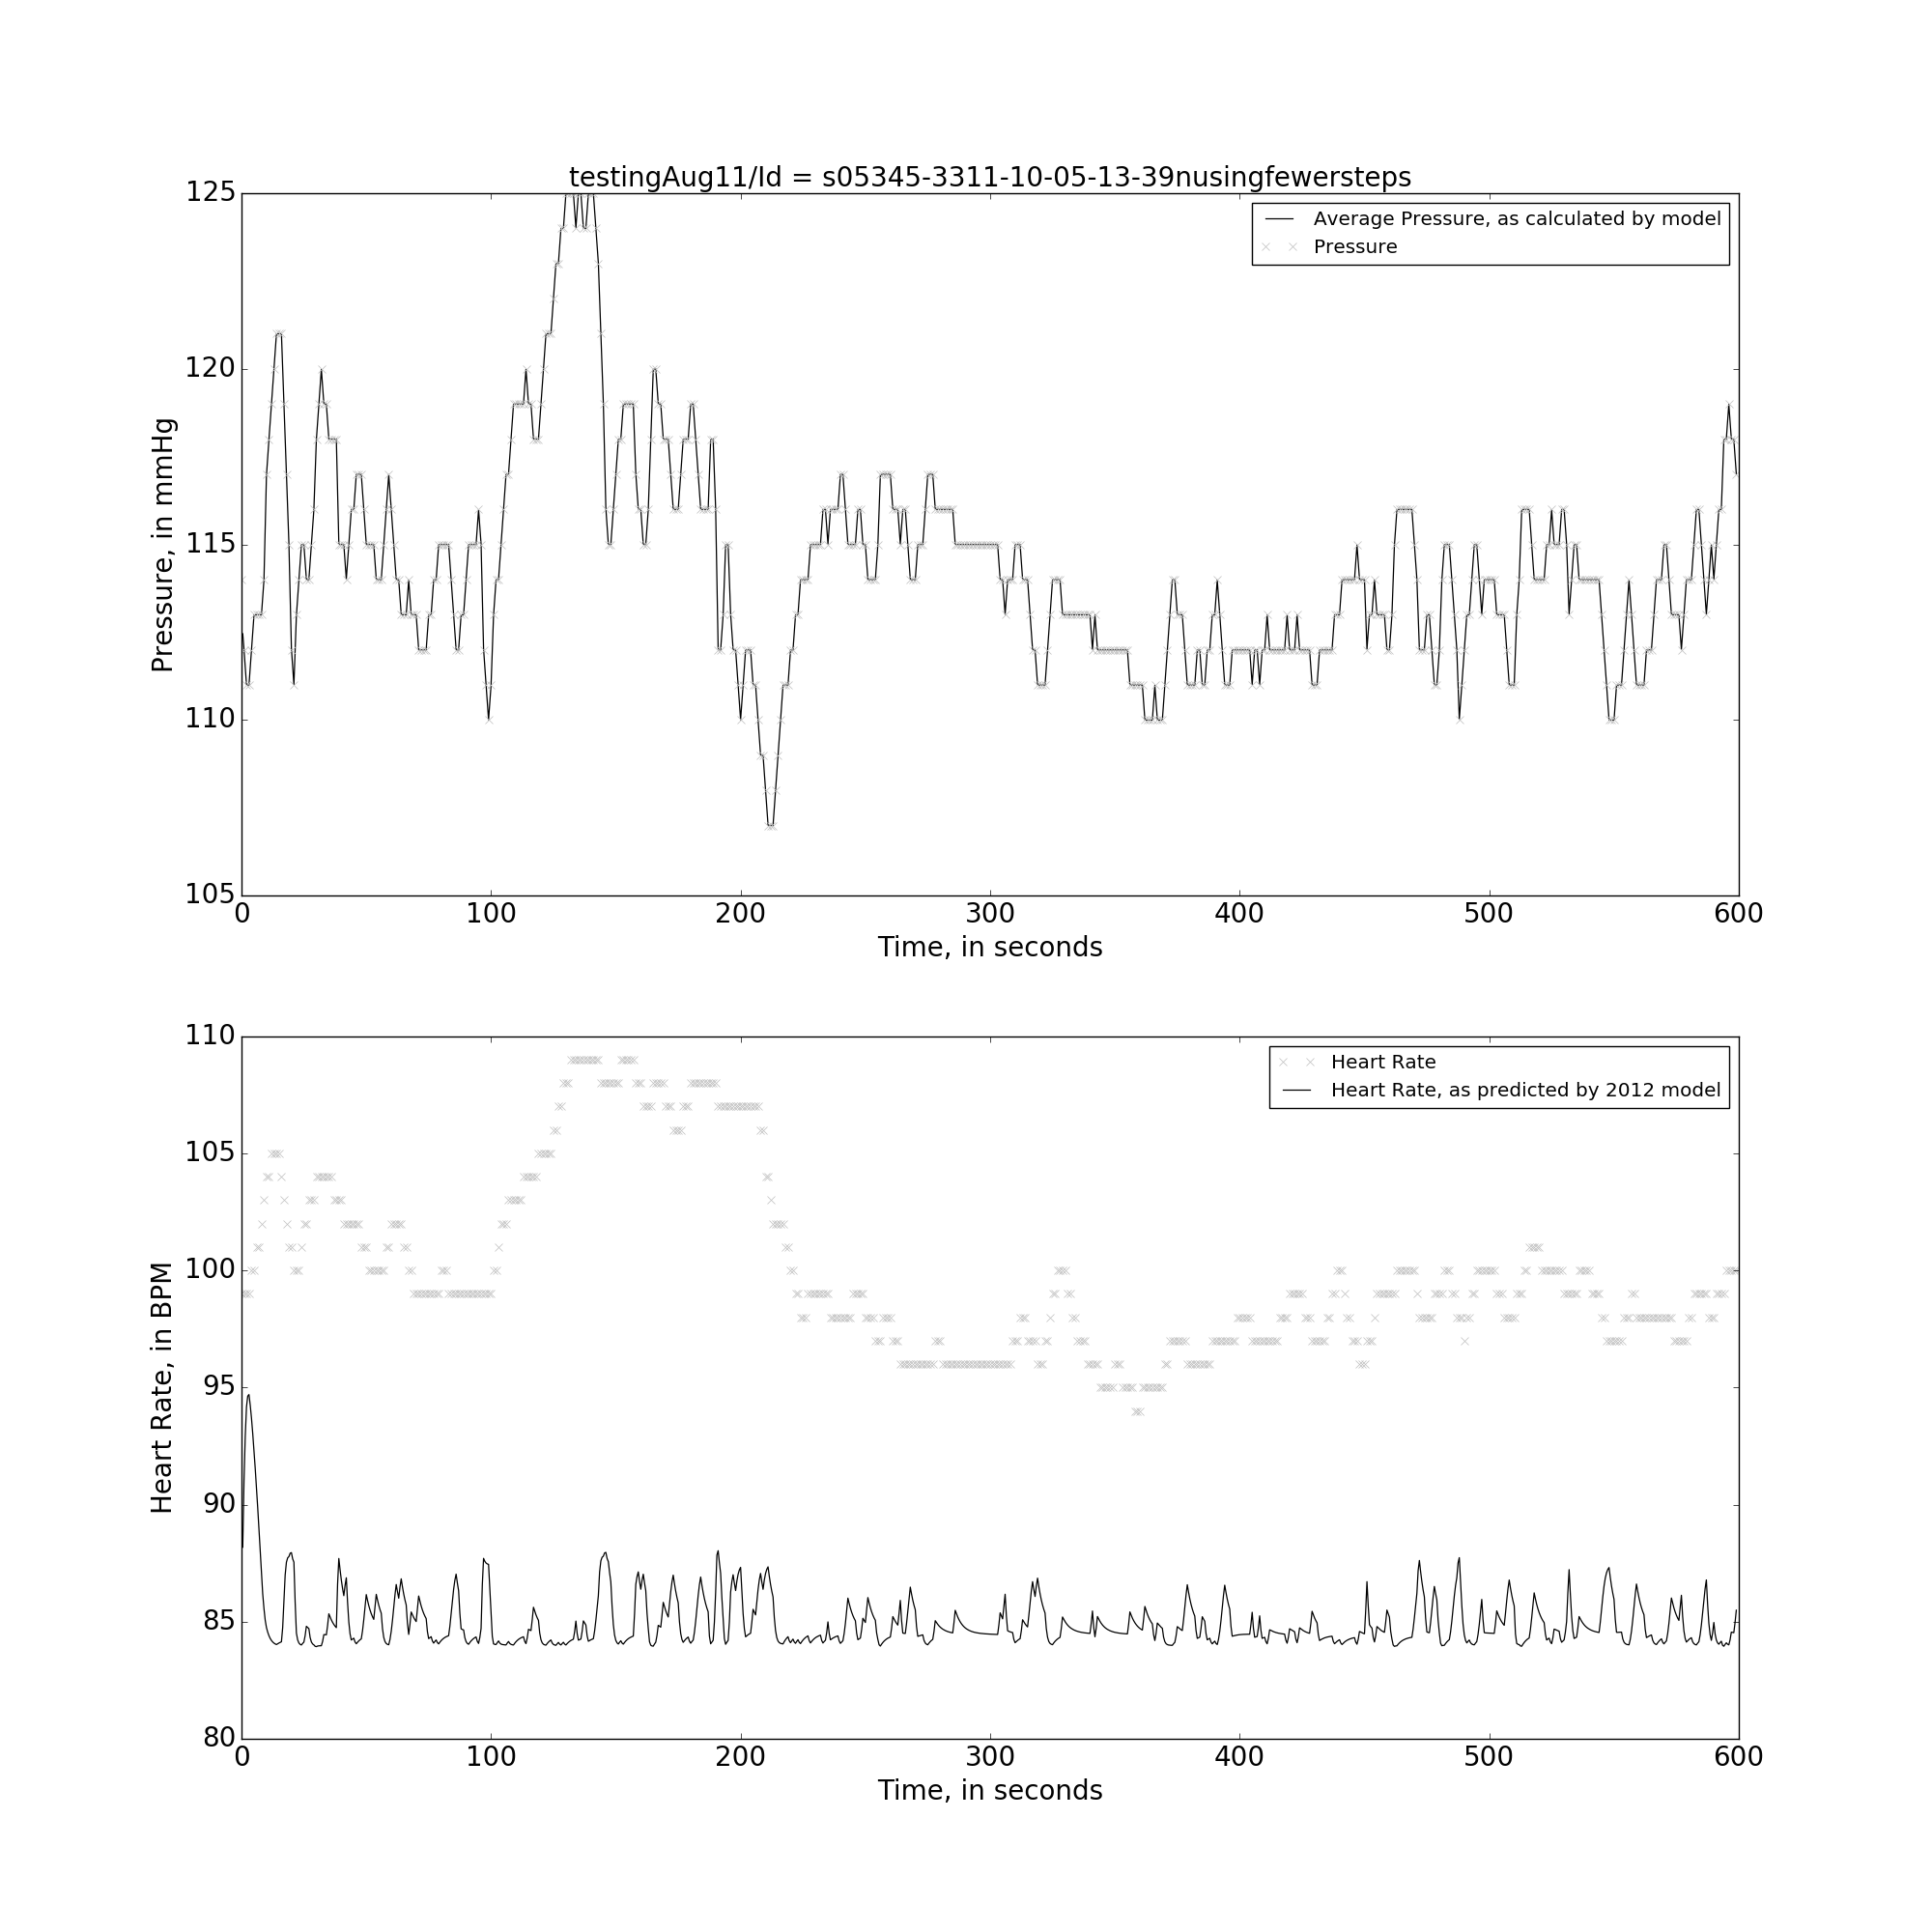 testingAug11/Id = s05345-3311-10-05-13-39nusingfewersteps
125
120
115
110
105
Pressure, in mmHg
Average Pressure, as calculated by model
Pressure
0 100 200 300 400 500 600
Time, in seconds
110
105
100
95
90
85
80
Heart Rate, in BPM
Heart Rate
Heart Rate, as predicted by 2012 model
0 100 200 300 400 500 600
Time, in seconds